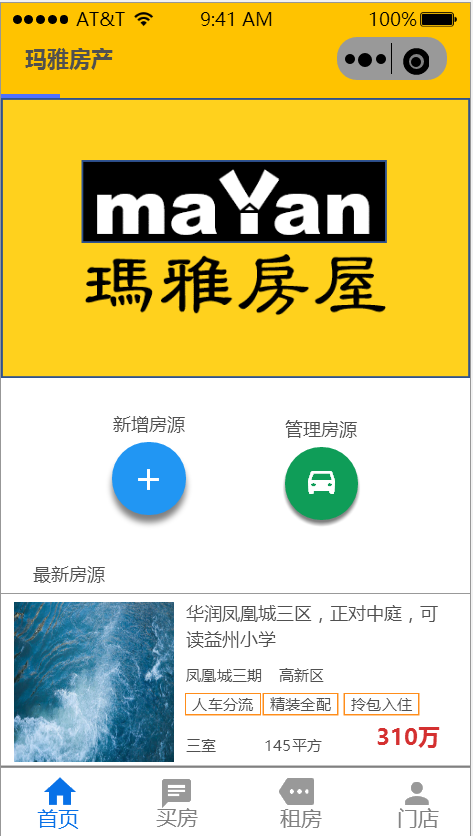 AT&T 9:41 AM 100%
玛雅房产
maYan
瑪雅房屋
新增房源 管理房源
最新房源
华润凤凰城三区，正对中庭，可
读益州小学
凤凰城三期 高新区
人车分流 精装全配 拎包入住
三室 145平方 310万
首页 买房 租房 门店